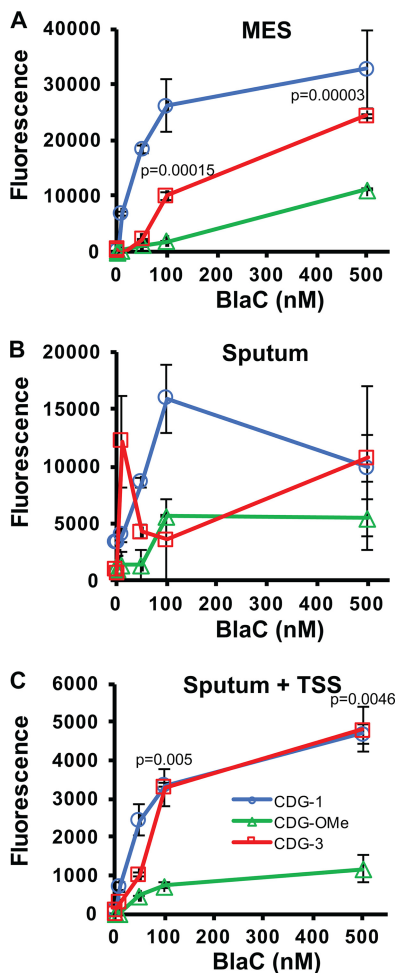 A
MES
Fluorescence
40000
30000
20000
10000
0
p=0.00015
p=0.00003
0 100 200 300 400 500
BlaC (nM)
B
Sputum
Fluorescence
20000
15000
10000
5000
0
0 100 200 300 400 500
BlaC (nM)
C
Sputum + TSS
Fluorescence
6000
5000
4000
3000
2000
1000
0
p=0.005
p=0.0046
CDG-1
CDG-OMe
CDG-3
0 100 200 300 400 500
BlaC (nM)